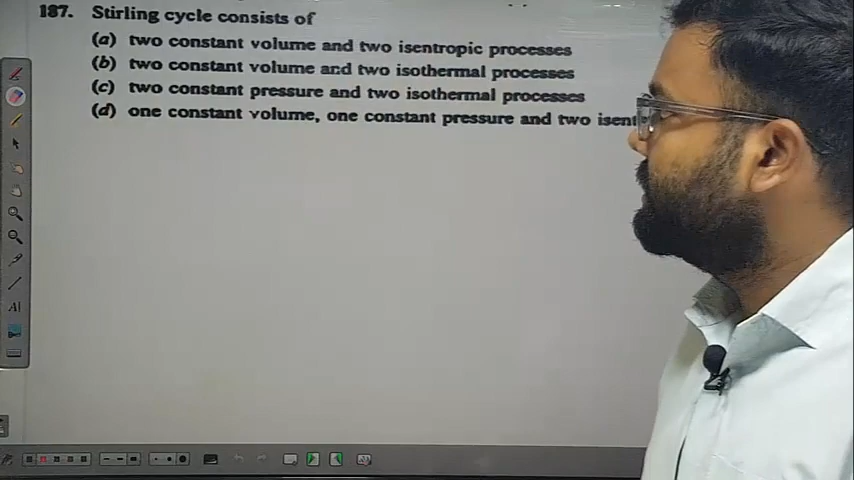 187. Stirling cycle consists of
(a) two constant volume and two isentropic processes
(b) two constant volume and two isothermal processes
(c) two constant pressure and two isothermal processes
(d) one constant volume, one constant pressure and two
AI